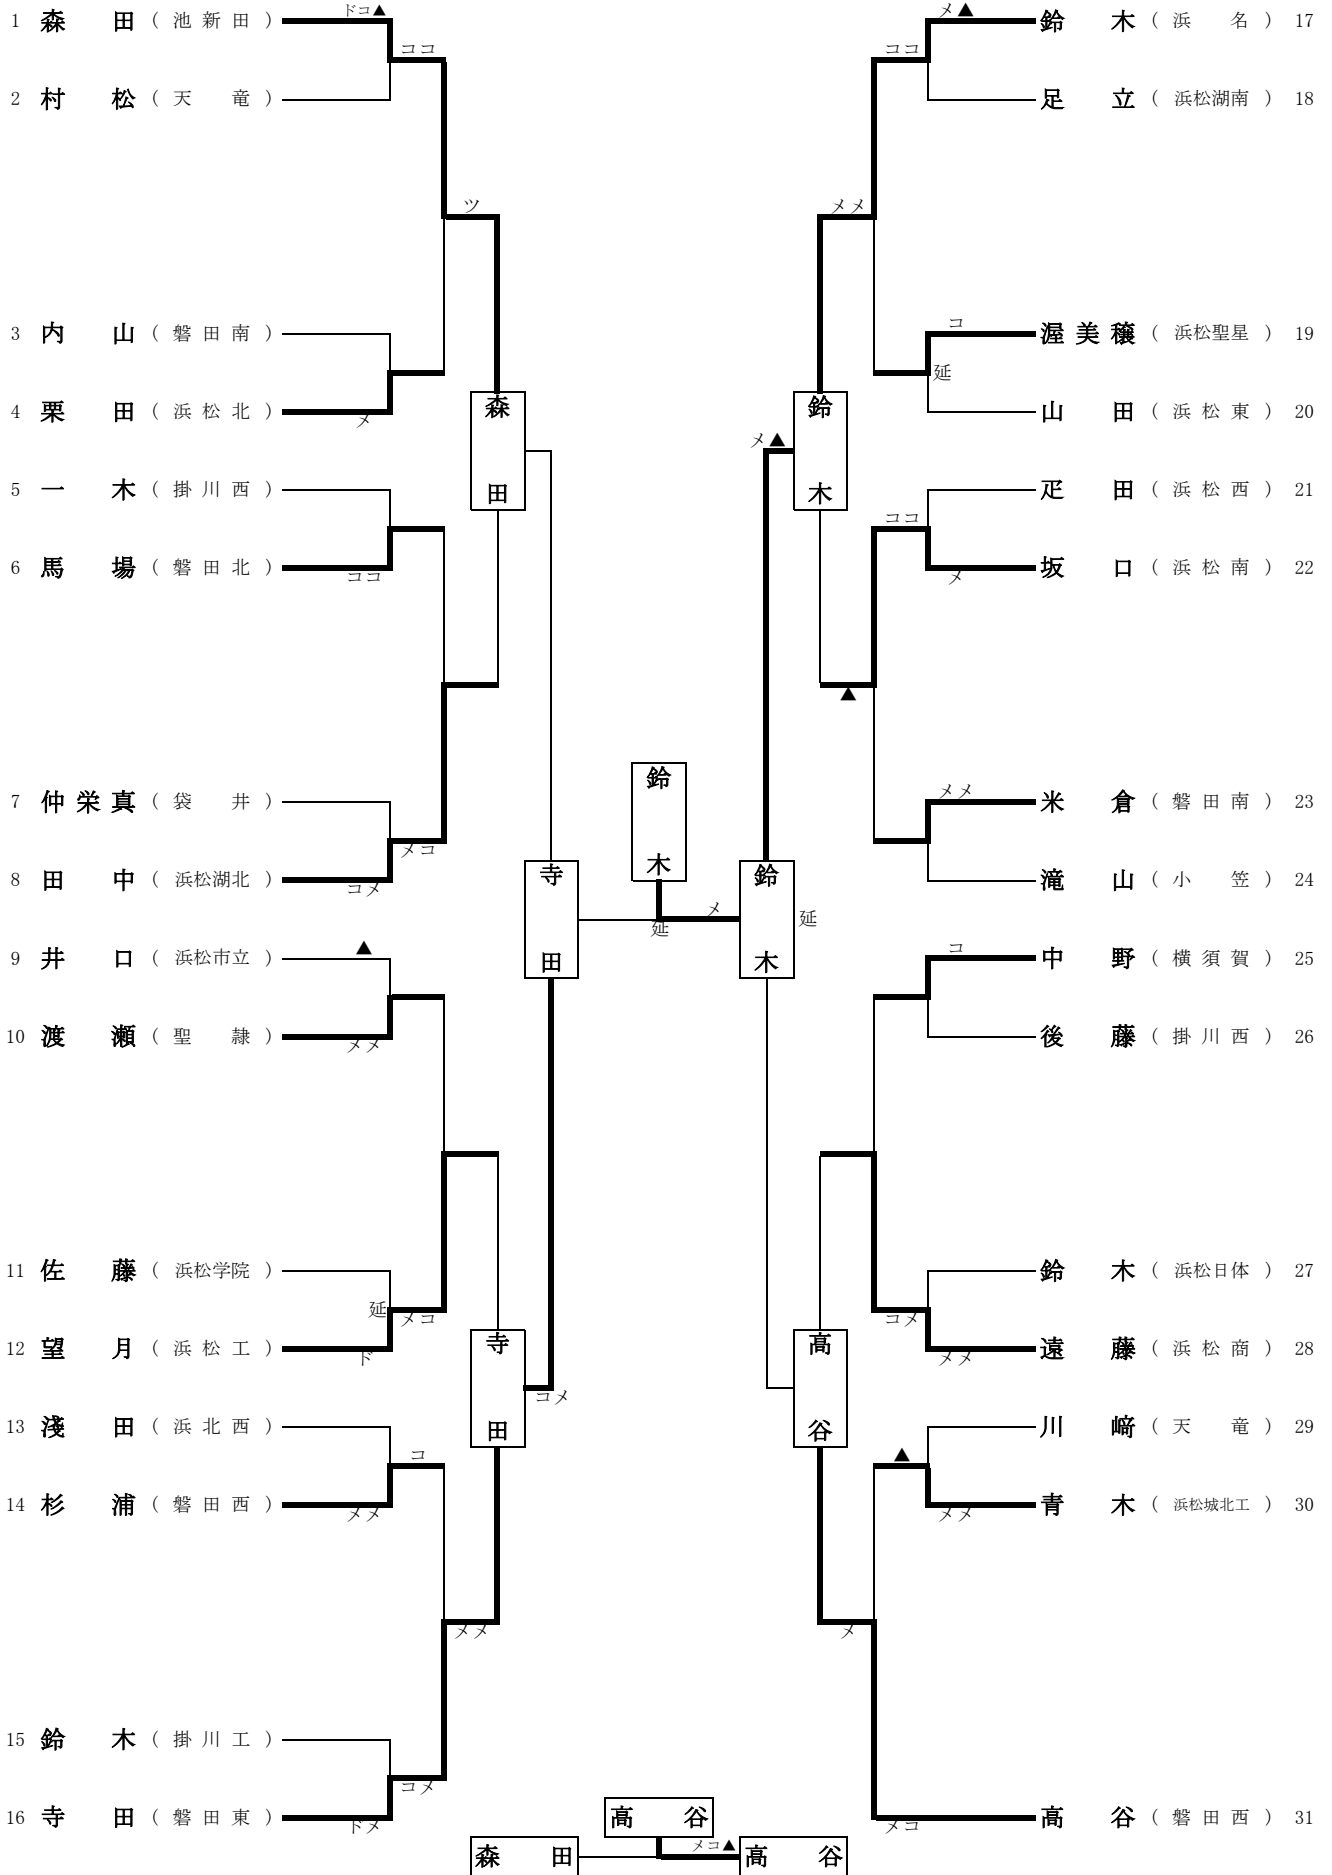 1 森田 (池新田) ドコ▲
ココ
2 村松 (天竜)
ツ
3 内山 (磐田南)
4 栗田 (浜松北) メ
森田
5 一木 (掛川西)
6 馬場 (磐田北) ココ
7 仲栄真 (袋井)
メコ
8 田中 (浜松湖北) コメ
寺田
9 井口 (浜松市立) ▲
10 渡瀬 (聖隷) メメ
11 佐藤 (浜松学院)
延 メコ
12 望月 (浜松工) ド
寺田
コメ
13 淺田 (浜北西)
コ
14 杉浦 (磐田西) メメ
メメ
15 鈴木 (掛川工)
コメ
16 寺田 (磐田東) ドメ
鈴木
メ
延
メ▲ 鈴木 (浜名) 17
ココ
足立 (浜松湖南) 18
メメ
コ 渥美穣 (浜松聖星) 19
延
山田 (浜松東) 20
鈴木
メ▲
疋田 (浜松西) 21
ココ
メ 坂口 (浜松南) 22
▲
メメ 米倉 (磐田南) 23
滝山 (小笠) 24
鈴木 延
コ 中野 (横須賀) 25
後藤 (掛川西) 26
鈴木 (浜松日体) 27
コメ
メメ 遠藤 (浜松商) 28
高谷
川﨑 (天竜) 29
▲
メメ 青木 (浜松城北工) 30
メ
メコ 高谷 (磐田西) 31
高谷
メコ▲
森田 高谷